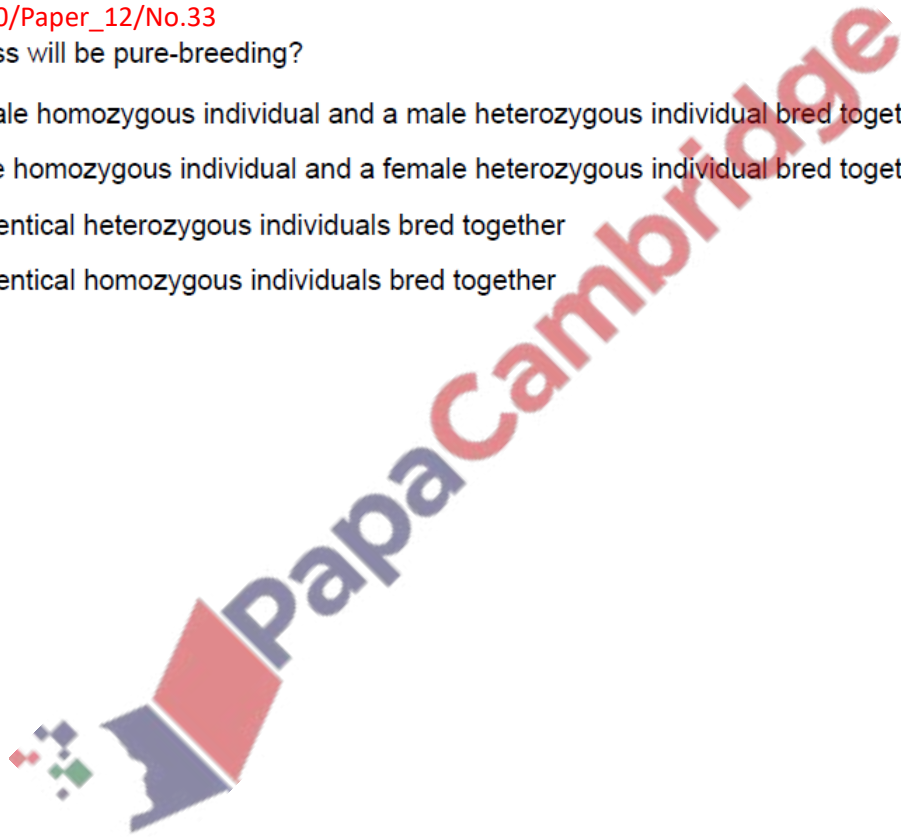 0/Paper_12/No.33
ss will be pure-breeding?
ale homozygous individual and a male heterozygous individual bred toget
e homozygous individual and a female heterozygous individual bred toget
entical heterozygous individuals bred together
entical homozygous individuals bred together
PapaCambridge